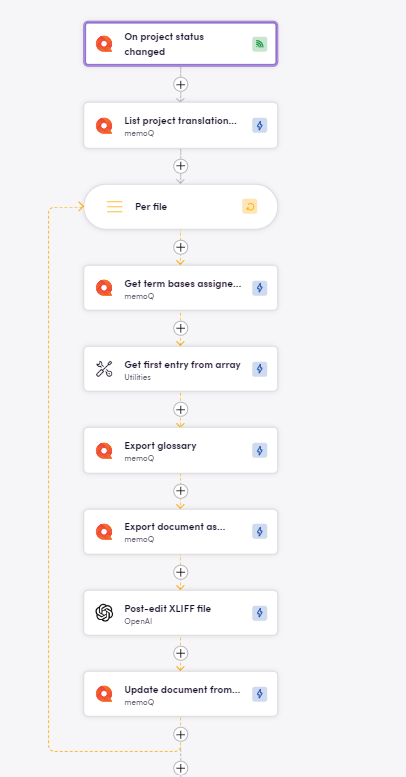 On project status
changed
List project translation...
memoQ
Per file
Get term bases assigne...
memoQ
Get first entry from array
Utilities
Export glossary
memoQ
Export document as...
memoQ
Post-edit XLIFF file
OpenAI
Update document from...
memoQ